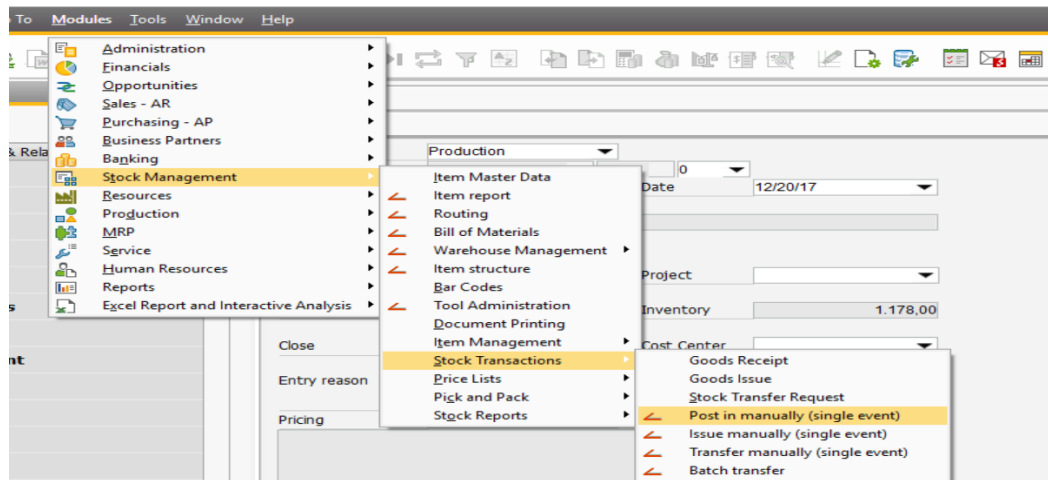 To Modules Tools Window Help
Administration
Financials
Opportunities
Sales - AR
Purchasing - AP
Business Partners
Banking
Stock Management
Resources
Production
MRP
Service
Human Resources
Reports
Excel Report and Interactive Analysis
& Rela
Item Master Data
Item report
Routing
Bill of Materials
Warehouse Management
Item structure
Bar Codes
Tool Administration
Document Printing
Item Management
Stock Transactions
Price Lists
Pick and Pack
Stock Reports
Goods Receipt
Goods Issue
Stock Transfer Request
Post in manually (single event)
Issue manually (single event)
Transfer manually (single event)
Batch transfer
Production
0
Date 12/20/17
Project
Inventory 1.178,00
Cost Center
Close
Entry reason
Pricing
s
nt